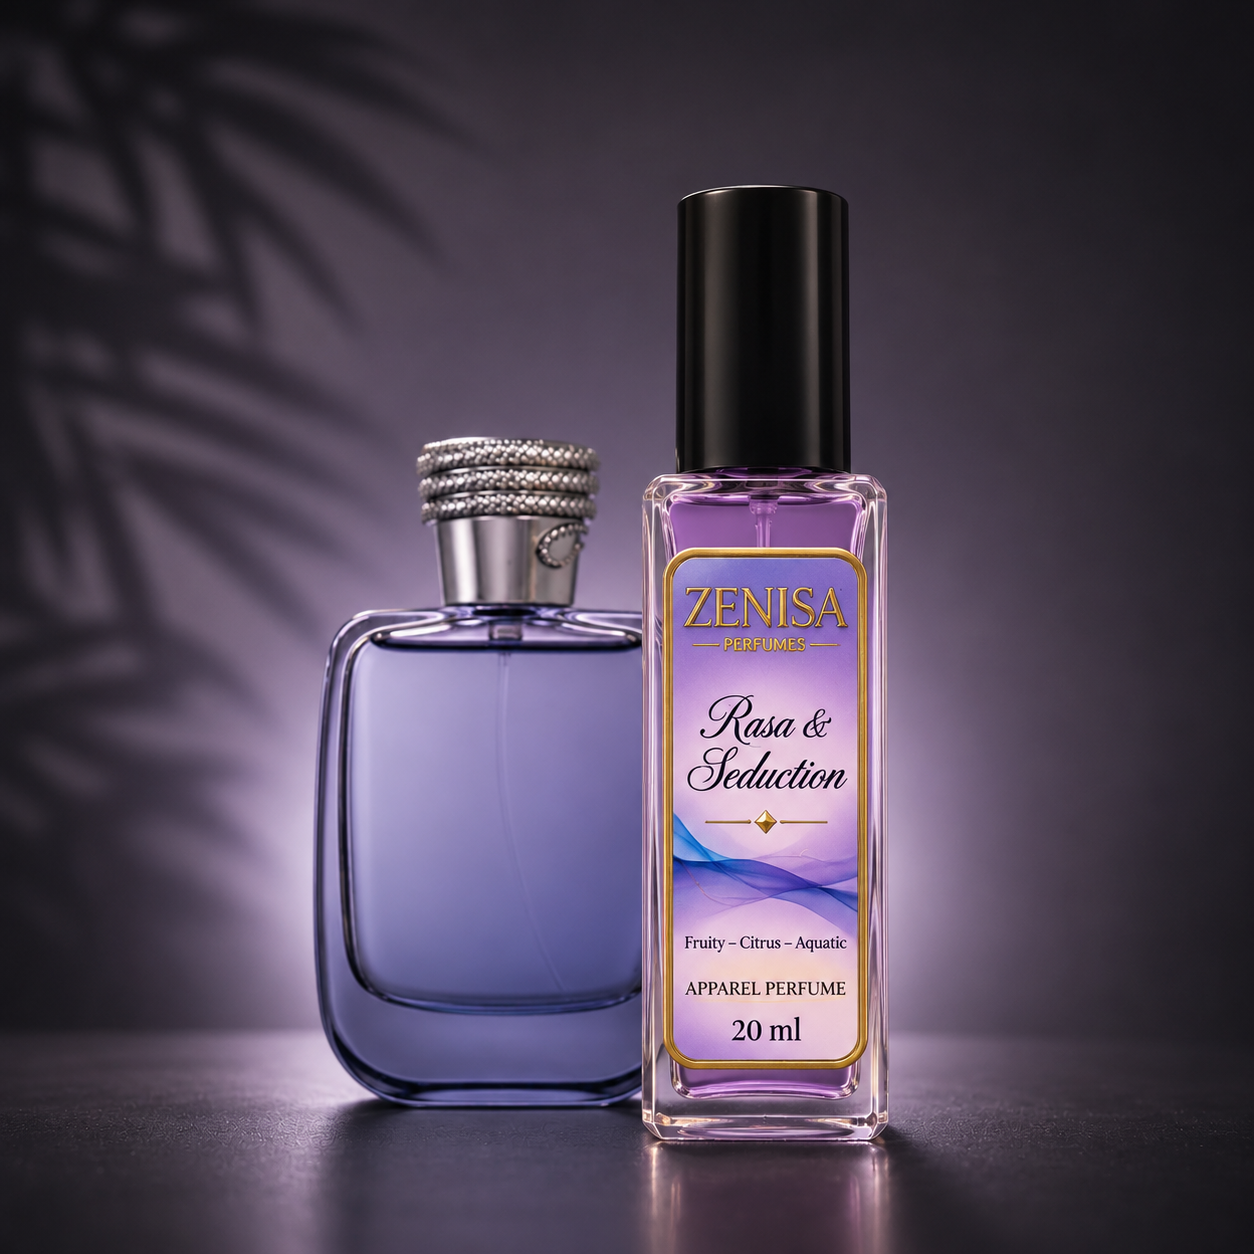 ZENISA
PERFUMES
Rasa &
Seduction
Fruity – Citrus – Aquatic
APPAREL PERFUME
20 ml